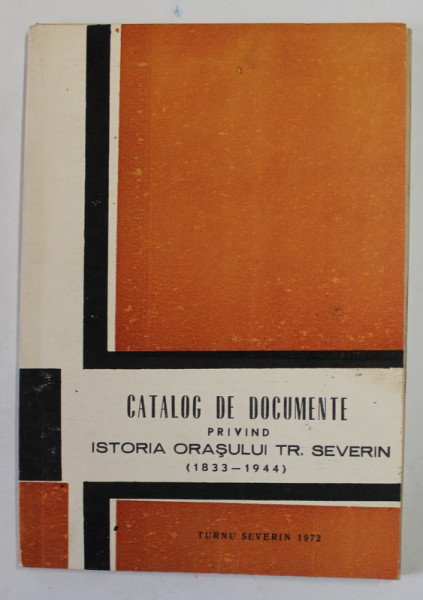 CATALOG DE DOCUMENTE
PRIVIND
ISTORIA ORAŞULUI TR. SEVERIN
(1833—1944)
TURNU SEVERIN 1972